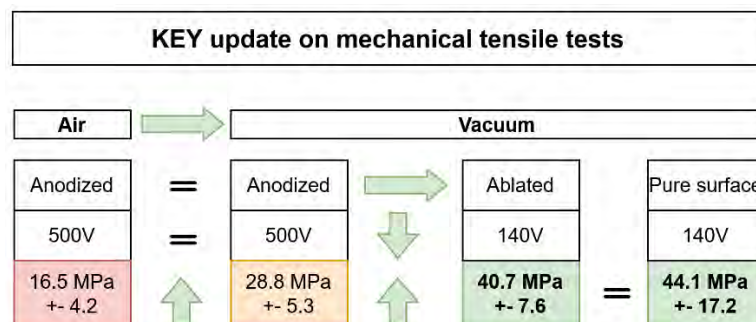 KEY update on mechanical tensile tests
Air
Vacuum
Anodized = Anodized Ablated Pure surface
500V = 500V 140V 140V
16.5 MPa 28.8 MPa 40.7 MPa = 44.1 MPa
+- 4.2 +- 5.3 +- 7.6 +- 17.2